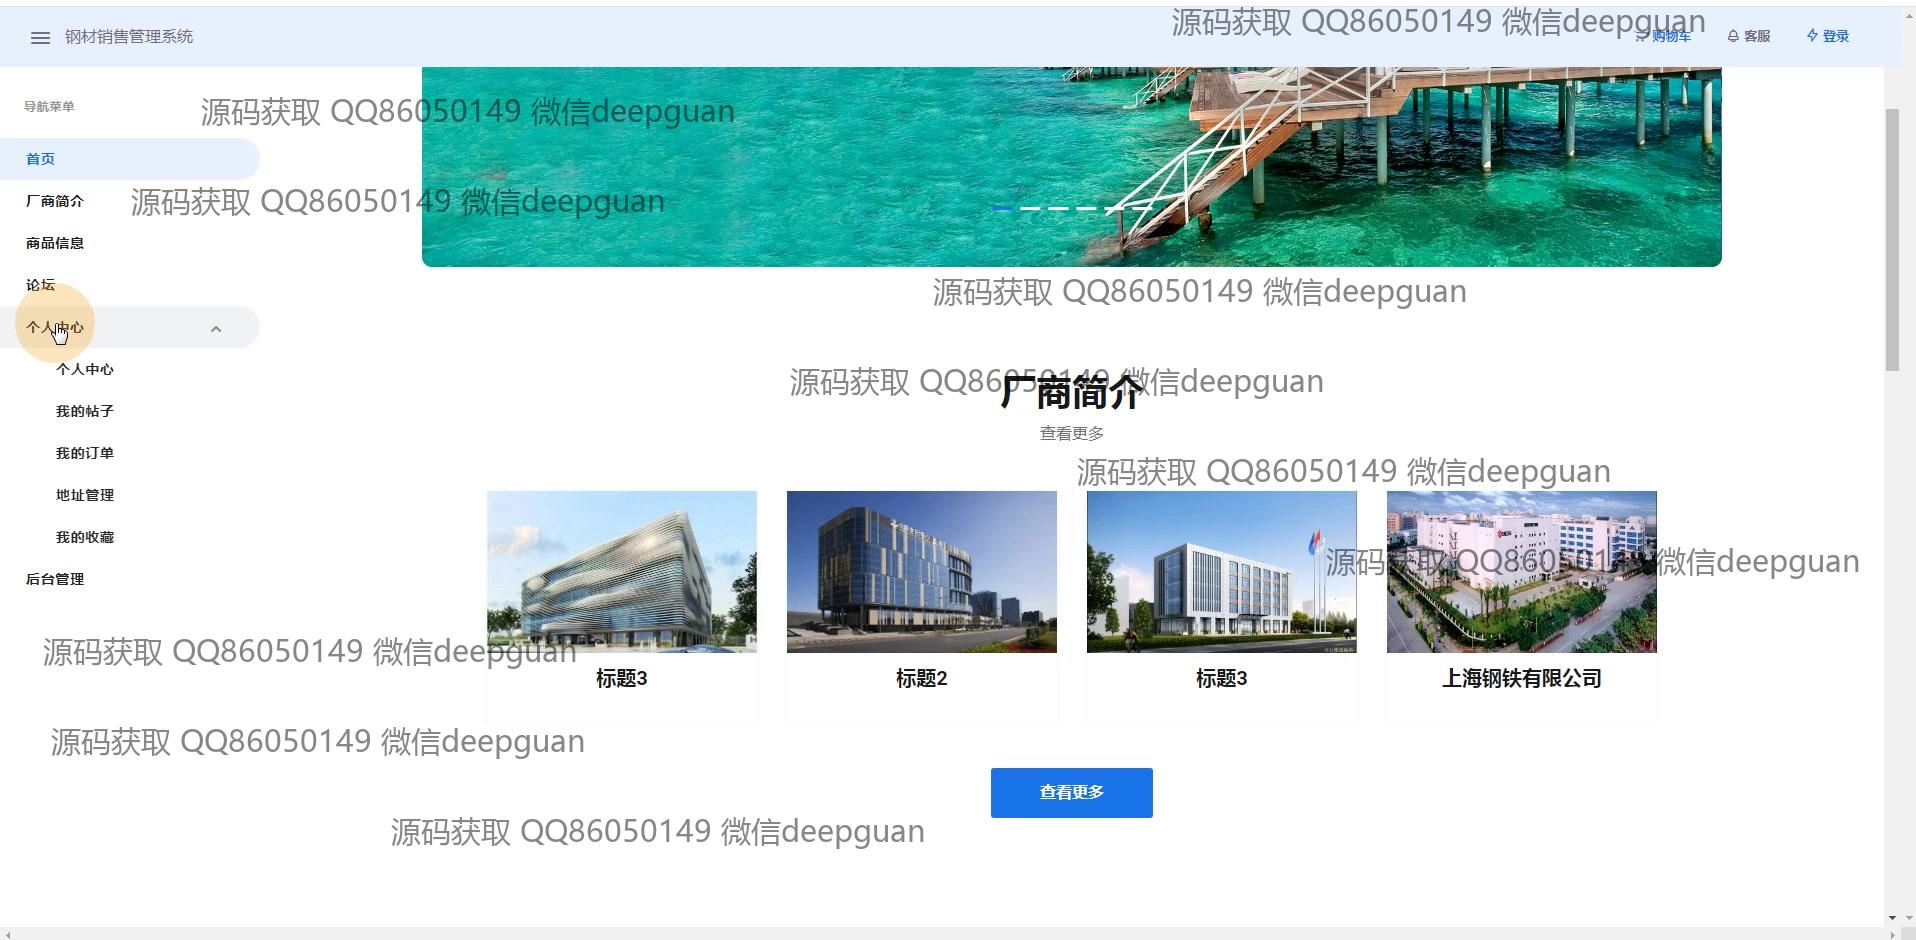 源码获取 QQ86050149 微信deepguan
钢材销售管理系统
购物车
客服
登录
导航菜单
源码获取 QQ86050149 微信deepguan
首页
厂商简介
源码获取 QQ86050149 微信deepguan
商品信息
论坛
源码获取 QQ86050149 微信deepguan
个人中心
个人中心
源码获取 QQ86050149 微信deepguan
厂商简介
我的帖子
查看更多
我的订单
源码获取 QQ86050149 微信deepguan
地址管理
我的收藏
源码获取 QQ86050149 微信deepguan
后台管理
源码获取 QQ86050149 微信deepguan
标题3
标题2
标题3
上海钢铁有限公司
源码获取 QQ86050149 微信deepguan
查看更多
源码获取 QQ86050149 微信deepguan